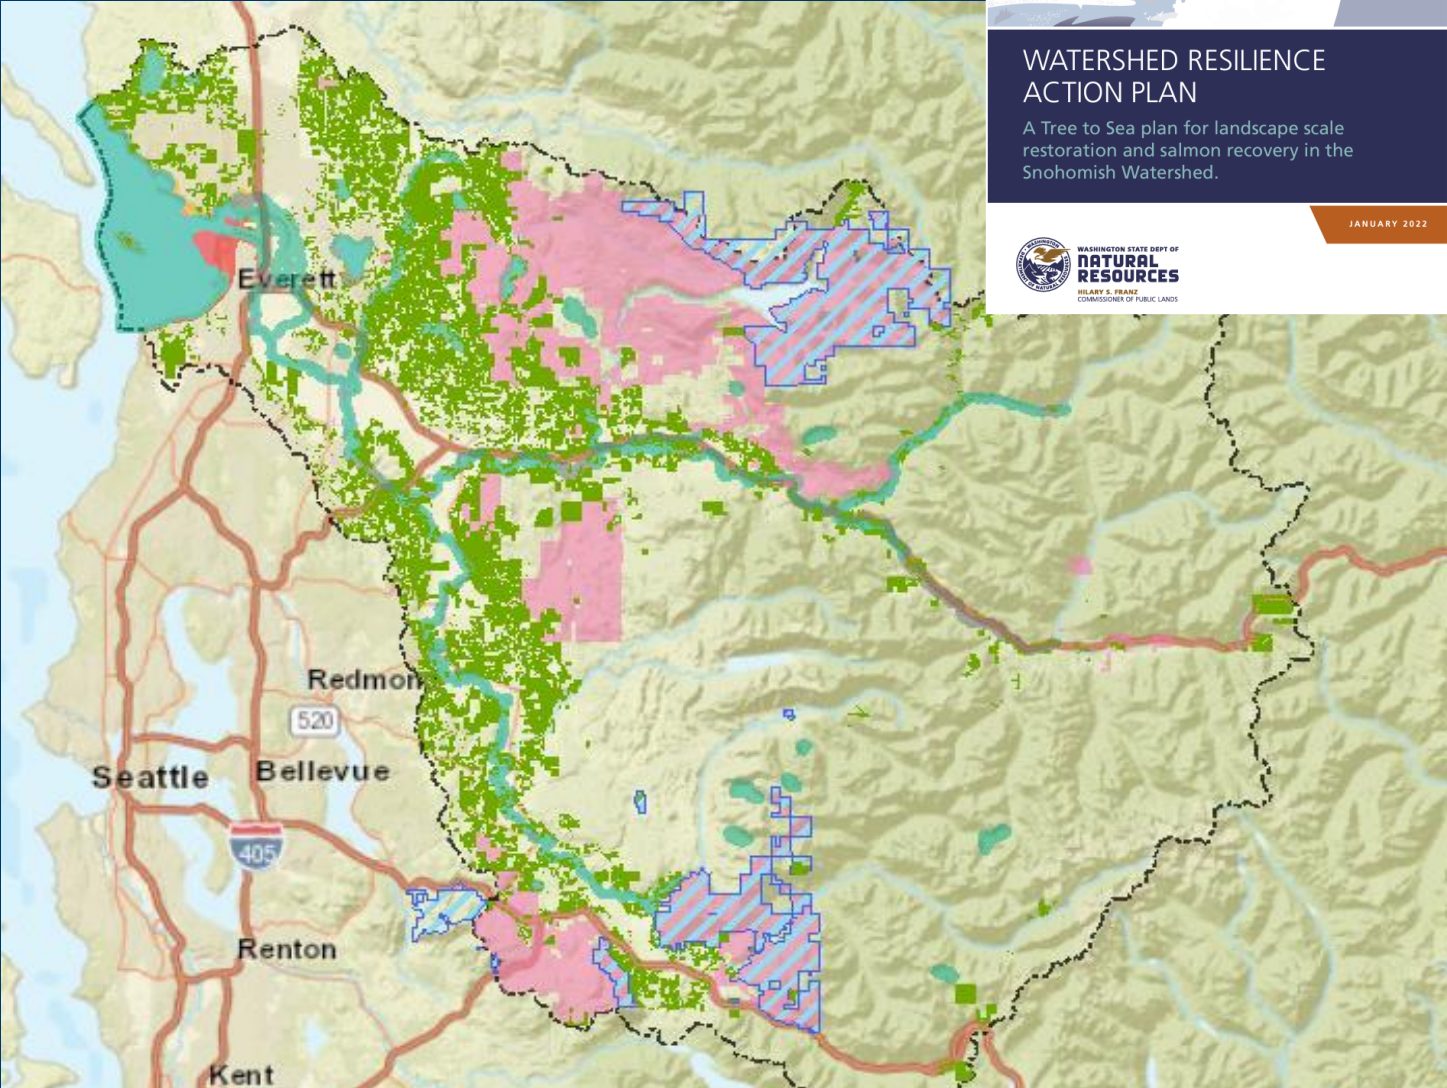 WATERSHED RESILIENCE
ACTION PLAN
A Tree to Sea plan for landscape scale
restoration and salmon recovery in the
Snohomish Watershed.
JANUARY 2022
WASHINGTON STATE DEPT OF
NATURAL
RESOURCES
HILARY S. FRANZ
COMMISSIONER OF PUBLIC LANDS
Everett
Redmon
520
Seattle
Bellevue
405
Renton
Kent